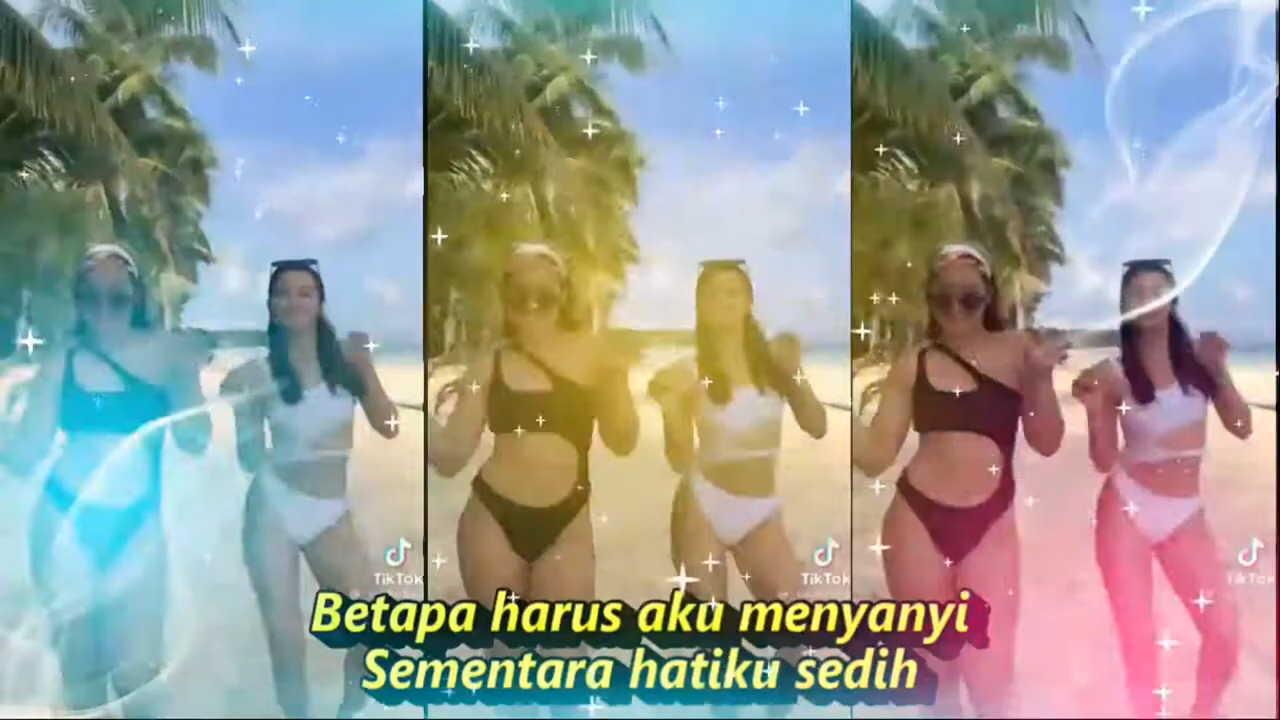 TikTok
TikTok
TikTok
Betapa harus aku menyanyi
Sementara hatiku sedih